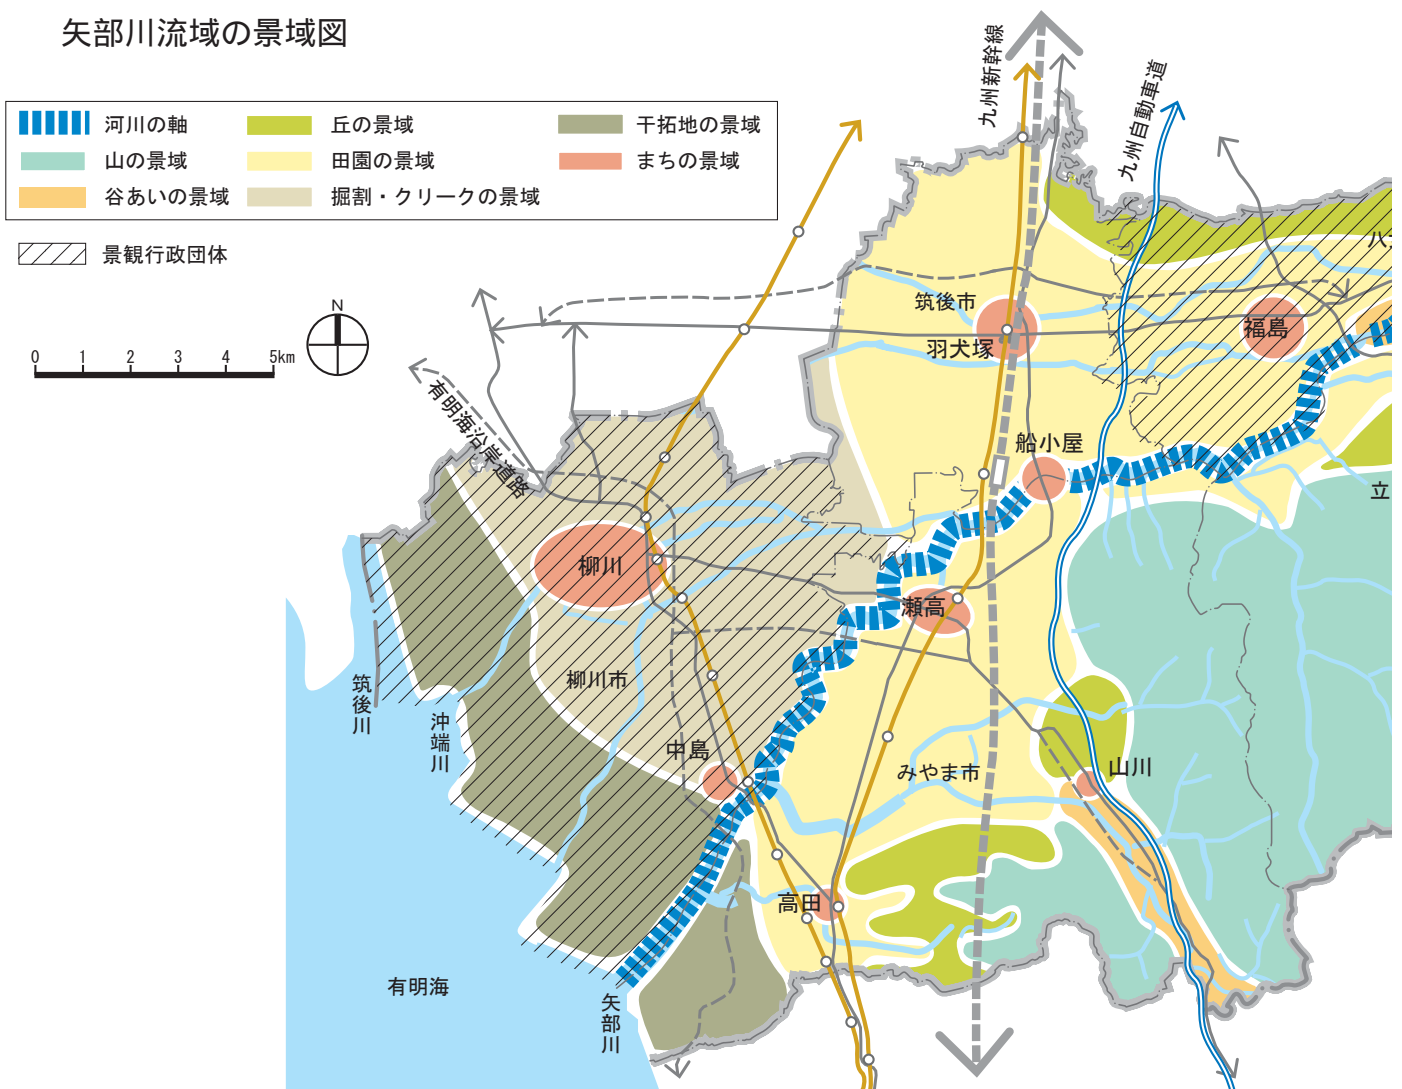 矢部川流域の景域図
河川の軸
丘の景域
干拓地の景域
山の景域
田園の景域
まちの景域
谷あいの景域
掘割・クリークの景域
景観行政団体
N
0 1 2 3 4 5km
九州新幹線
九州自動車道
有明海沿岸道路
筑後市
羽犬塚
福島
八
船小屋
立
柳川
瀬高
柳川市
筑後川
沖端川
中島
みやま市
山川
高田
有明海
矢部川